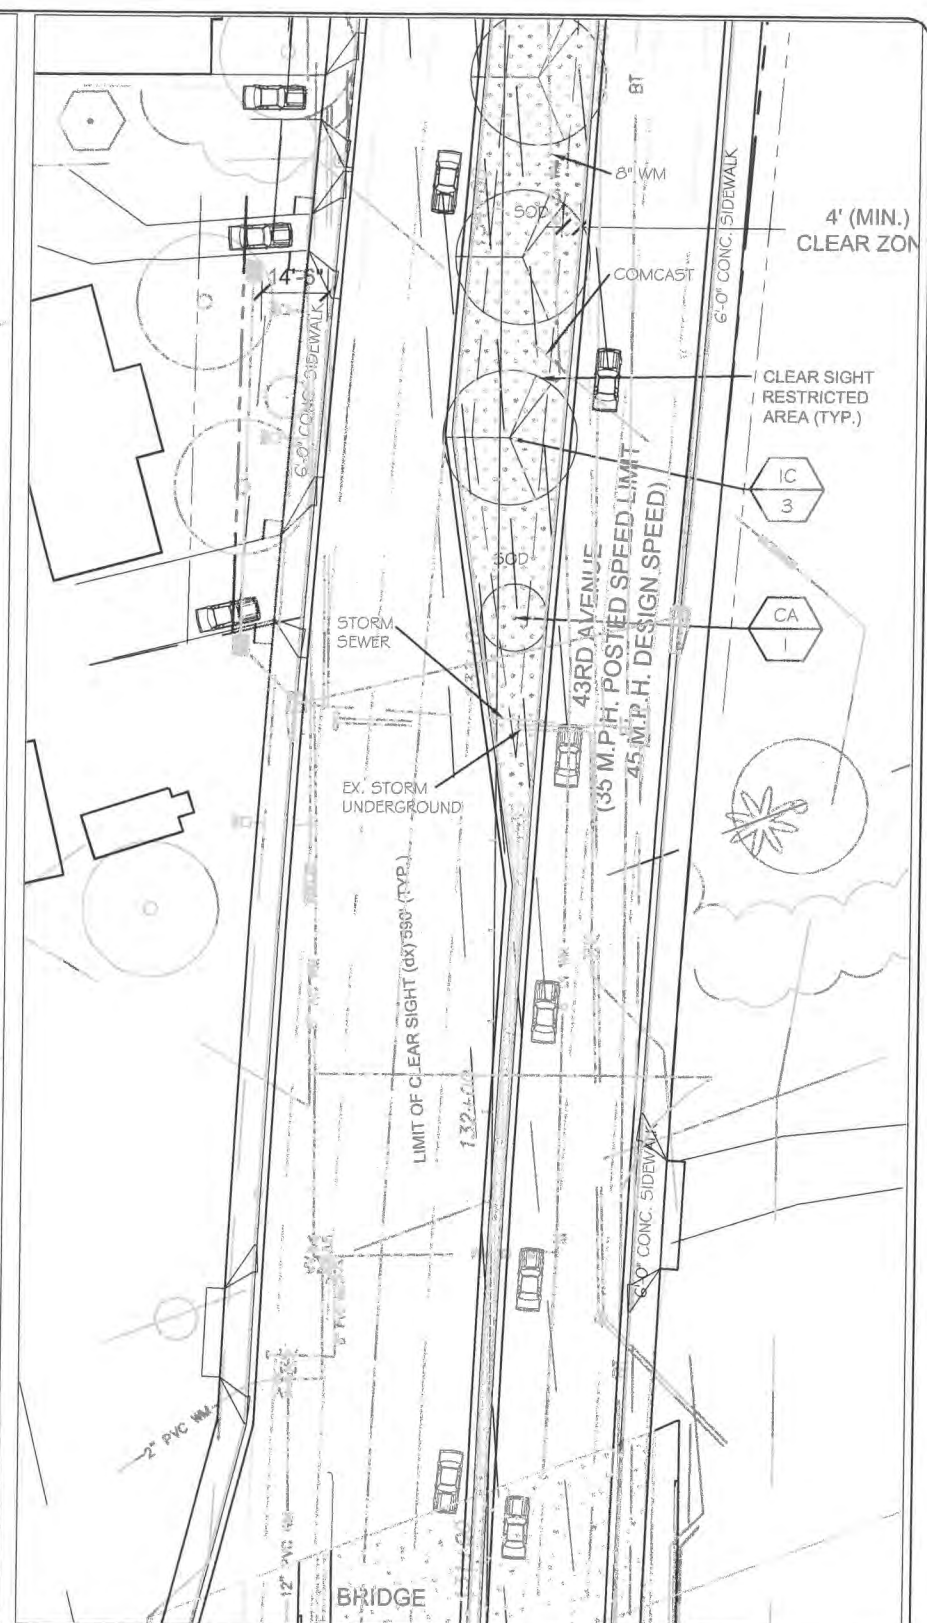 BT
8" WM
SOD
6'-0" CONC. SIDEWALK
4' (MIN.)
CLEAR ZON
COMCAST
14'-6"
6'-0" CONC. SIDEWALK
CLEAR SIGHT
RESTRICTED
AREA (TYP.)
IC
3
SOD
43RD AVENUE
(35 M.P.H. POSTED SPEED LIMIT
45 M.P.H. DESIGN SPEED)
CA
1
STORM
SEWER
EX. STORM
UNDERGROUND
LIMIT OF CLEAR SIGHT (dx) 590' (TYP.)
132+00
6'-0" CONC. SIDEWALK
2" PVC WM
12" PVC WM
BRIDGE